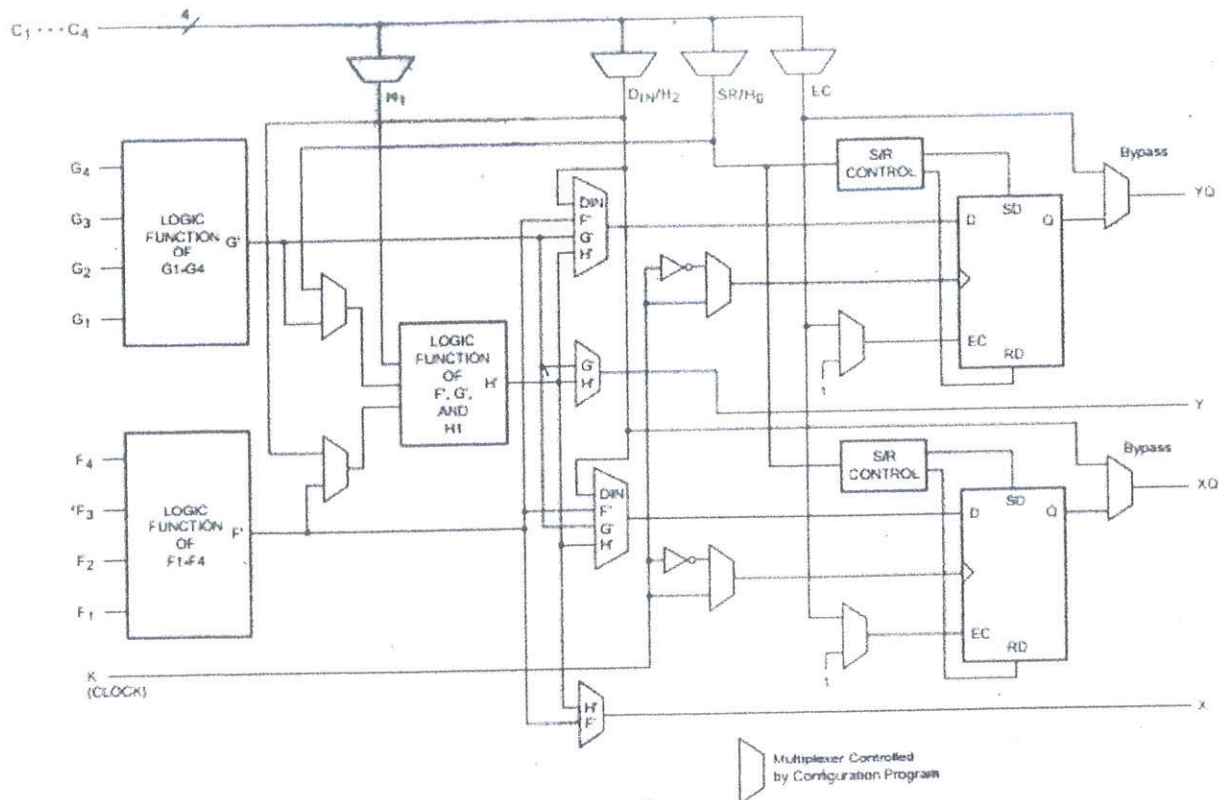 C1 ··· C4
4
H1
DIN/H2
SR/H0
EC
G4
G3
G2
G1
LOGIC
FUNCTION
OF
G1-G4
G'
DIN
F'
G'
H'
S/R
CONTROL
Bypass
D
SD
Q
YQ
EC
RD
1
LOGIC
FUNCTION
OF
F', G',
AND
H1
H'
G'
H'
Y
F4
*F3
F2
F1
LOGIC
FUNCTION
OF
F1-F4
F'
DIN
F'
G'
H'
S/R
CONTROL
Bypass
D
SD
Q
XQ
EC
RD
1
K
(CLOCK)
H'
F'
X
Multiplexer Controlled
by Configuration Program